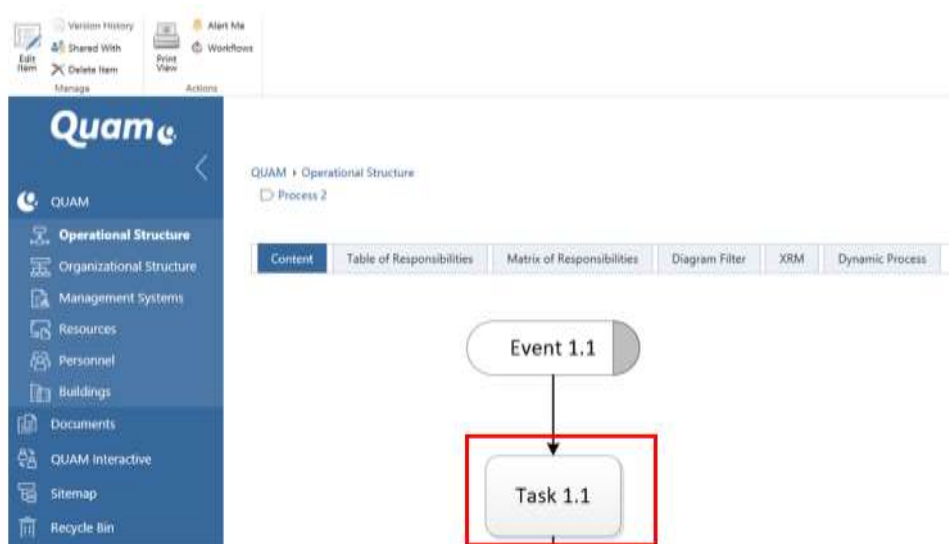 Version History
Shared With
Delete Item
Edit Item
Manage
Print View
Alert Me
Workflows
Actions
Quam
QUAM
Operational Structure
Organizational Structure
Management Systems
Resources
Personnel
Buildings
Documents
QUAM Interactive
Sitemap
Recycle Bin
QUAM Operational Structure
Process 2
Content Table of Responsibilities Matrix of Responsibilities Diagram Filter XRM Dynamic Process
Event 1.1
Task 1.1